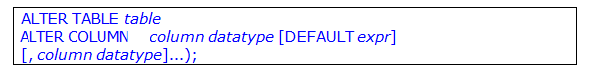 ALTER TABLE table
ALTER COLUMN column datatype [DEFAULT expr]
[, column datatype]...);